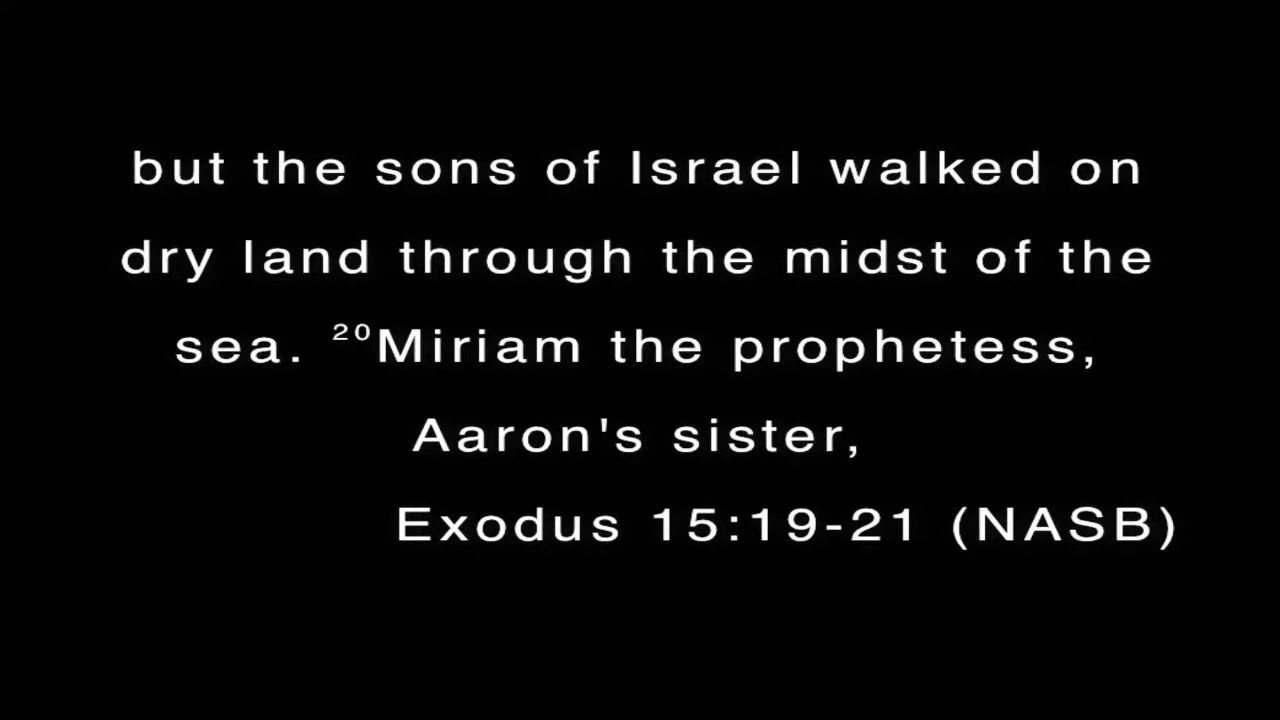 but the sons of Israel walked on
dry land through the midst of the
sea. ²⁰Miriam the prophetess,
Aaron's sister,
Exodus 15:19-21 (NASB)